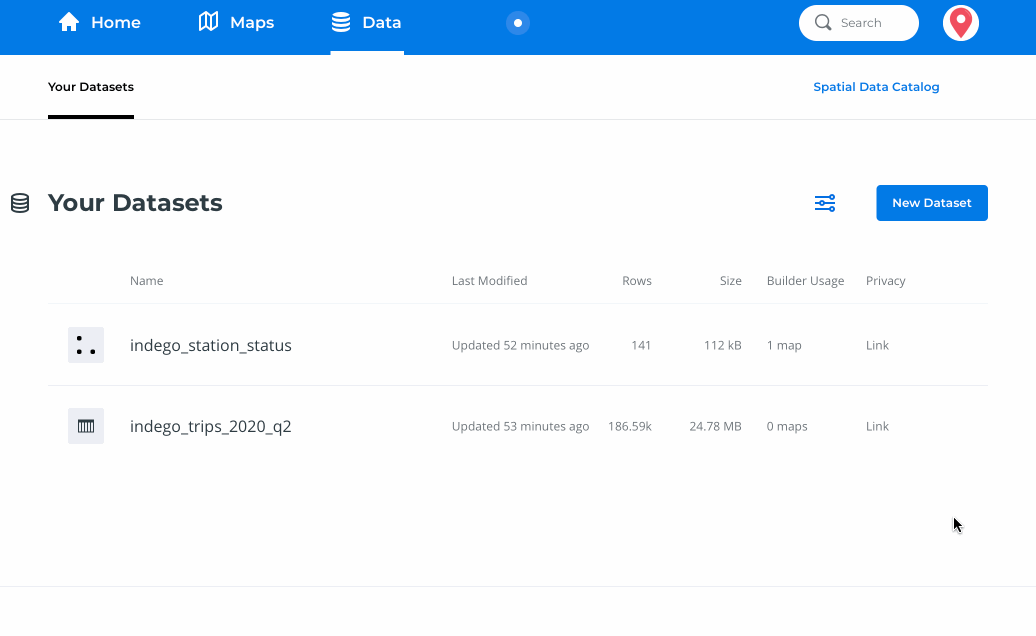 Home Maps Data Search
Your Datasets Spatial Data Catalog
Your Datasets New Dataset
Name Last Modified Rows Size Builder Usage Privacy
indego_station_status Updated 52 minutes ago 141 112 kB 1 map Link
indego_trips_2020_q2 Updated 53 minutes ago 186.59k 24.78 MB 0 maps Link